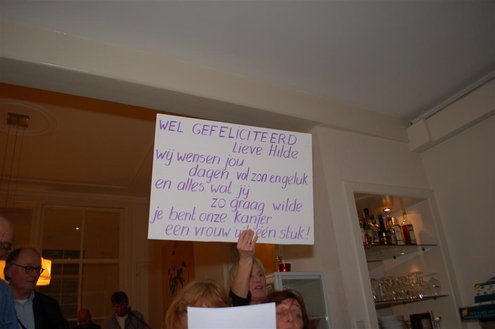 WEL GEFELICITEERD
Lieve Hilde
wij wensen jou
dagen vol zon en geluk
en alles wat jij
zo graag wilde
je bent onze kanjer
een vrouw uit één stuk!